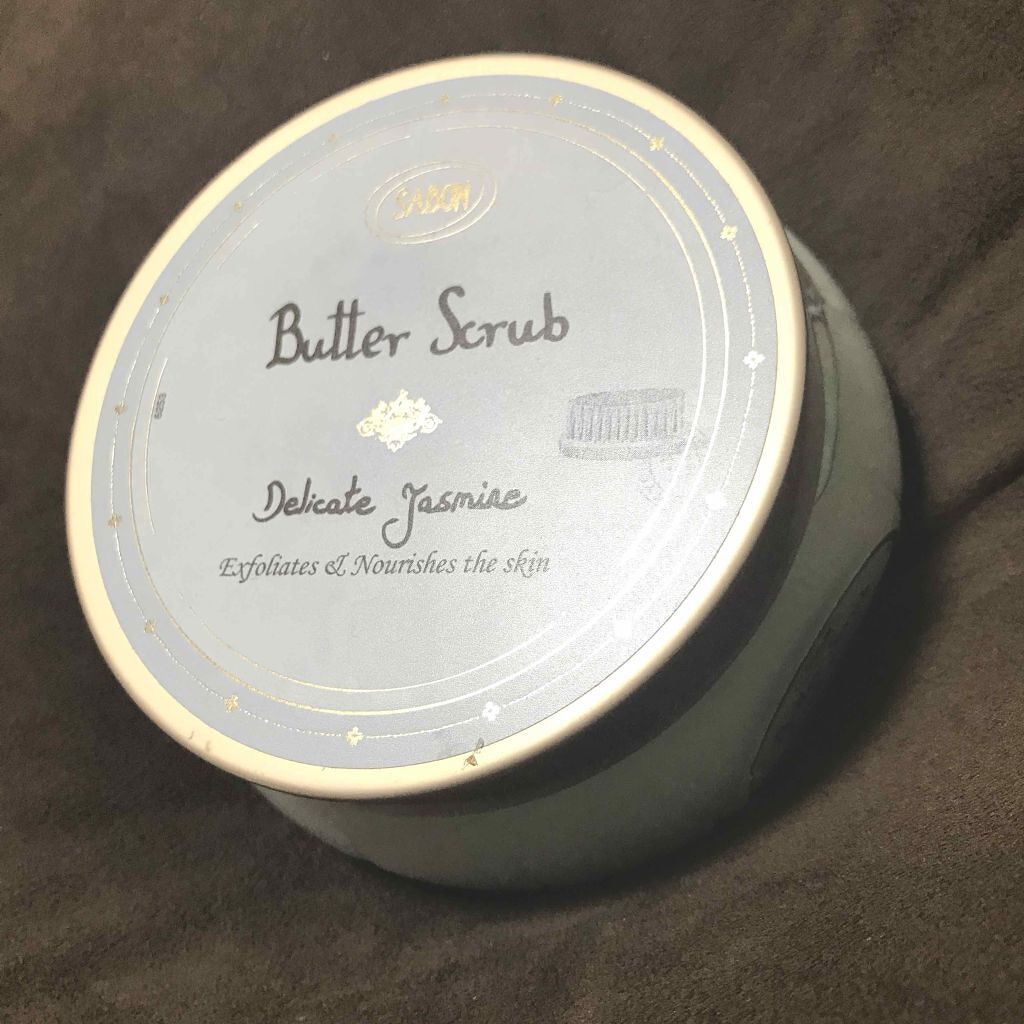 SABON
Butter Scrub
Delicate Jasmine
Exfoliates & Nourishes the skin